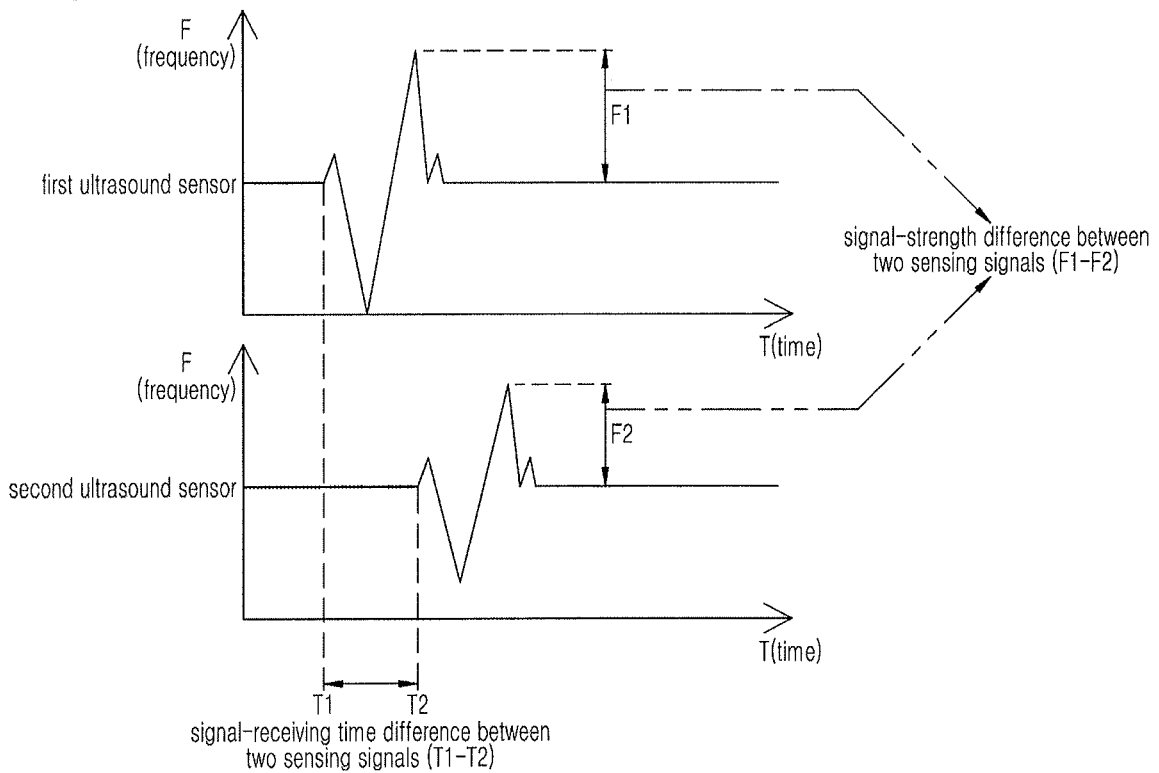 F
(frequency)
F1
first ultrasound sensor
signal-strength difference between
two sensing signals (F1-F2)
T(time)
F
(frequency)
F2
second ultrasound sensor
T(time)
T1 T2
signal-receiving time difference between
two sensing signals (T1-T2)